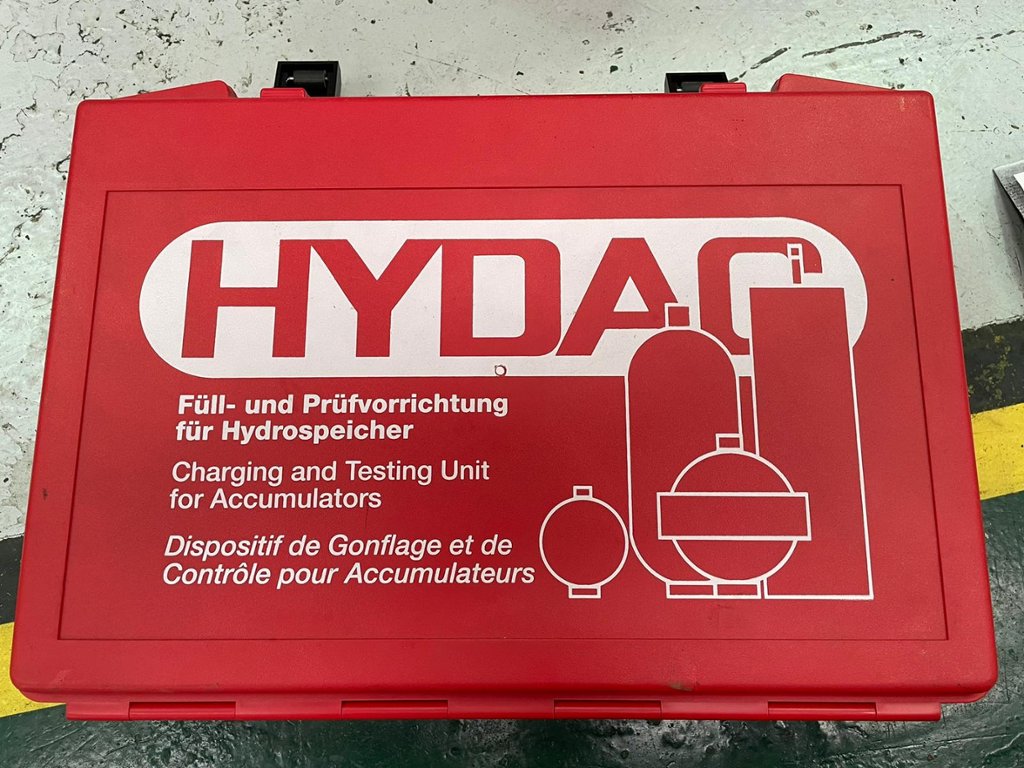 HYDAC
Füll- und Prüfvorrichtung
für Hydrospeicher
Charging and Testing Unit
for Accumulators
Dispositif de Gonflage et de
Contrôle pour Accumulateurs